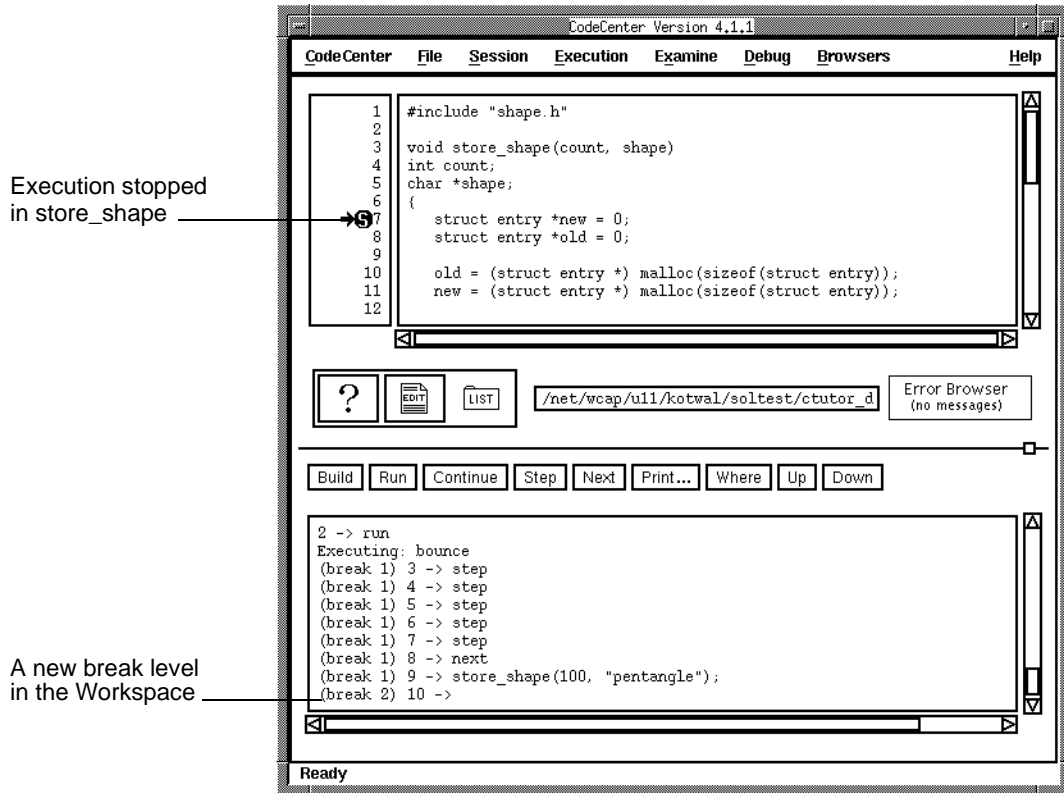 CodeCenter Version 4.1.1
CodeCenter File Session Execution Examine Debug Browsers Help
1 #include "shape.h"
2
3 void store_shape(count, shape)
4 int count;
5 char *shape;
6 {
Execution stopped
in store_shape
S 7 struct entry *new = 0;
8 struct entry *old = 0;
9
10 old = (struct entry *) malloc(sizeof(struct entry));
11 new = (struct entry *) malloc(sizeof(struct entry));
12
? EDIT LIST /net/wcap/u11/kotwal/soltest/ctutor_d Error Browser
(no messages)
Build Run Continue Step Next Print... Where Up Down
2 -> run
Executing: bounce
(break 1) 3 -> step
(break 1) 4 -> step
(break 1) 5 -> step
(break 1) 6 -> step
(break 1) 7 -> step
(break 1) 8 -> next
(break 1) 9 -> store_shape(100, "pentangle");
(break 2) 10 ->
A new break level
in the Workspace
Ready